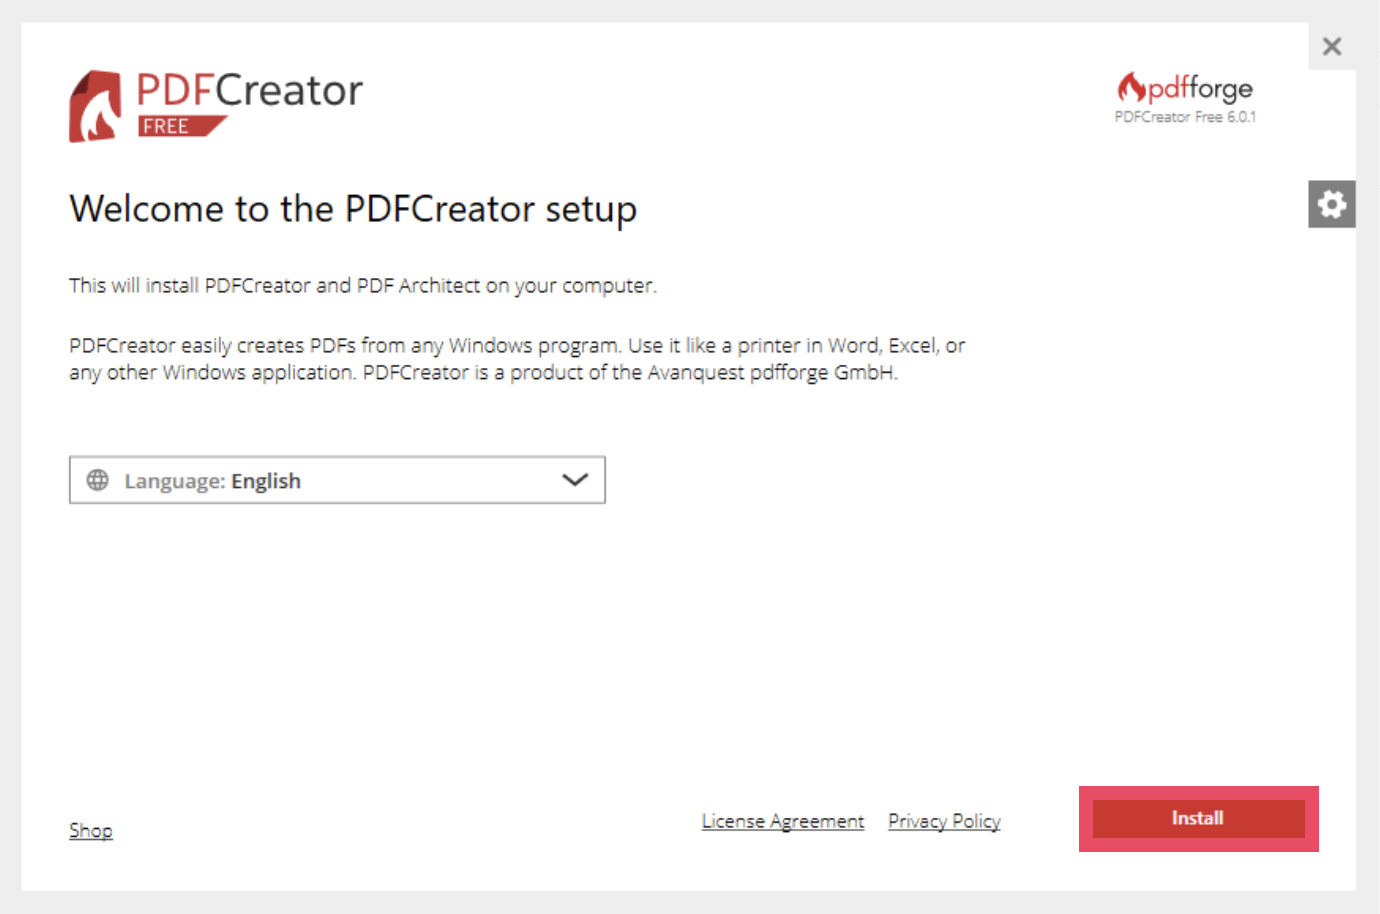 PDFCreator
FREE
pdfforge
PDFCreator Free 6.0.1
Welcome to the PDFCreator setup
This will install PDFCreator and PDF Architect on your computer.
PDFCreator easily creates PDFs from any Windows program. Use it like a printer in Word, Excel, or
any other Windows application. PDFCreator is a product of the Avanquest pdfforge GmbH.
Language: English
Shop
License Agreement
Privacy Policy
Install